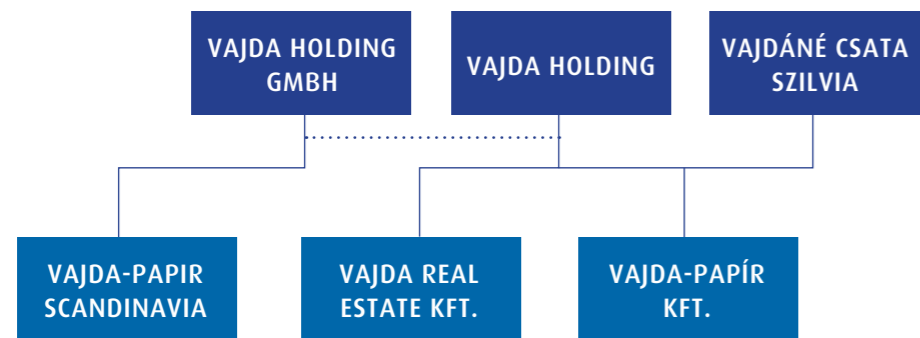 VAJDA HOLDING
GMBH
VAJDA HOLDING
VAJDÁNÉ CSATA
SZILVIA
VAJDA-PAPIR
SCANDINAVIA
VAJDA REAL
ESTATE KFT.
VAJDA-PAPÍR
KFT.